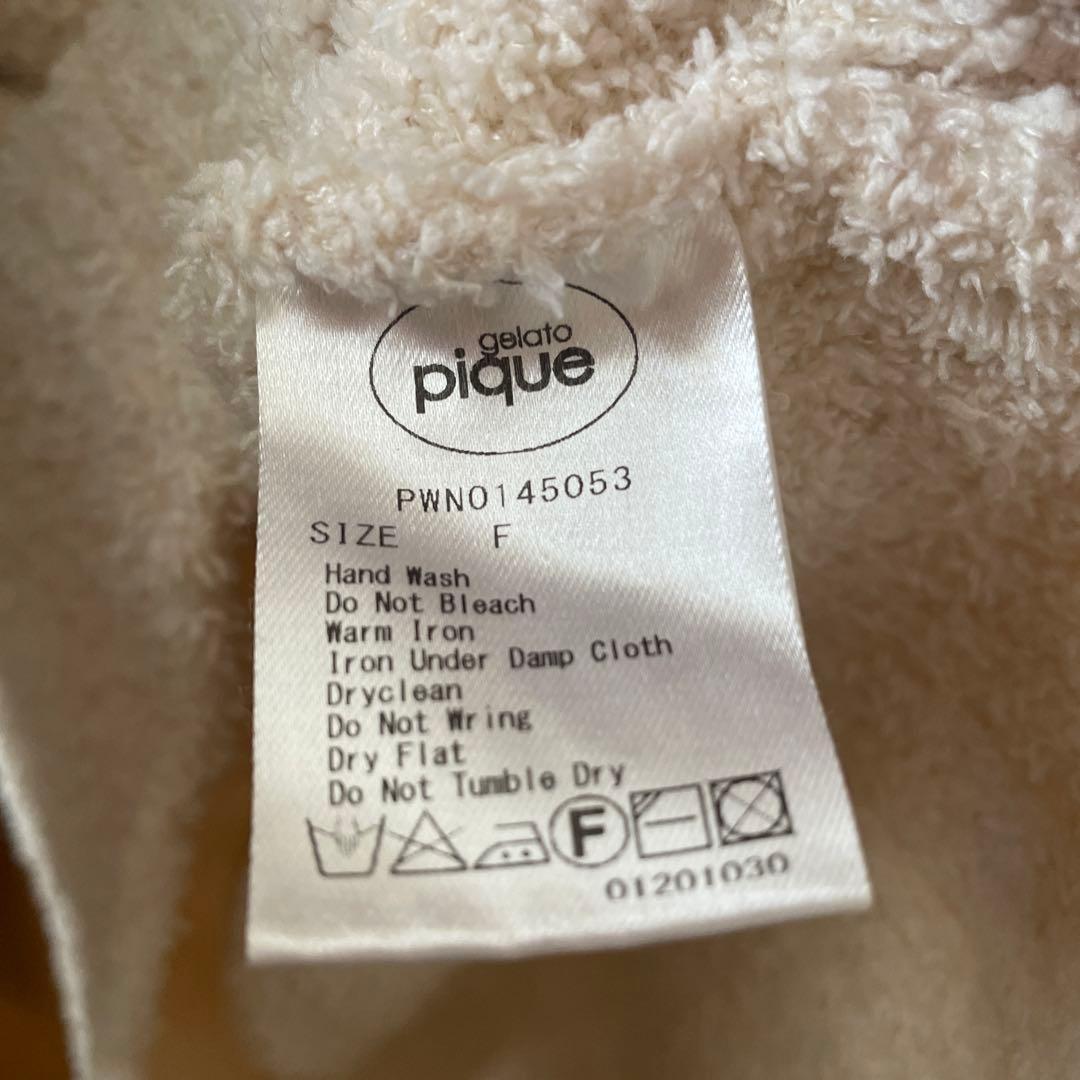 gelato
pique
PWN0145053
SIZE F
Hand Wash
Do Not Bleach
Warm Iron
Iron Under Damp Cloth
Dryclean
Do Not Wring
Dry Flat
Do Not Tumble Dry
F
01201030